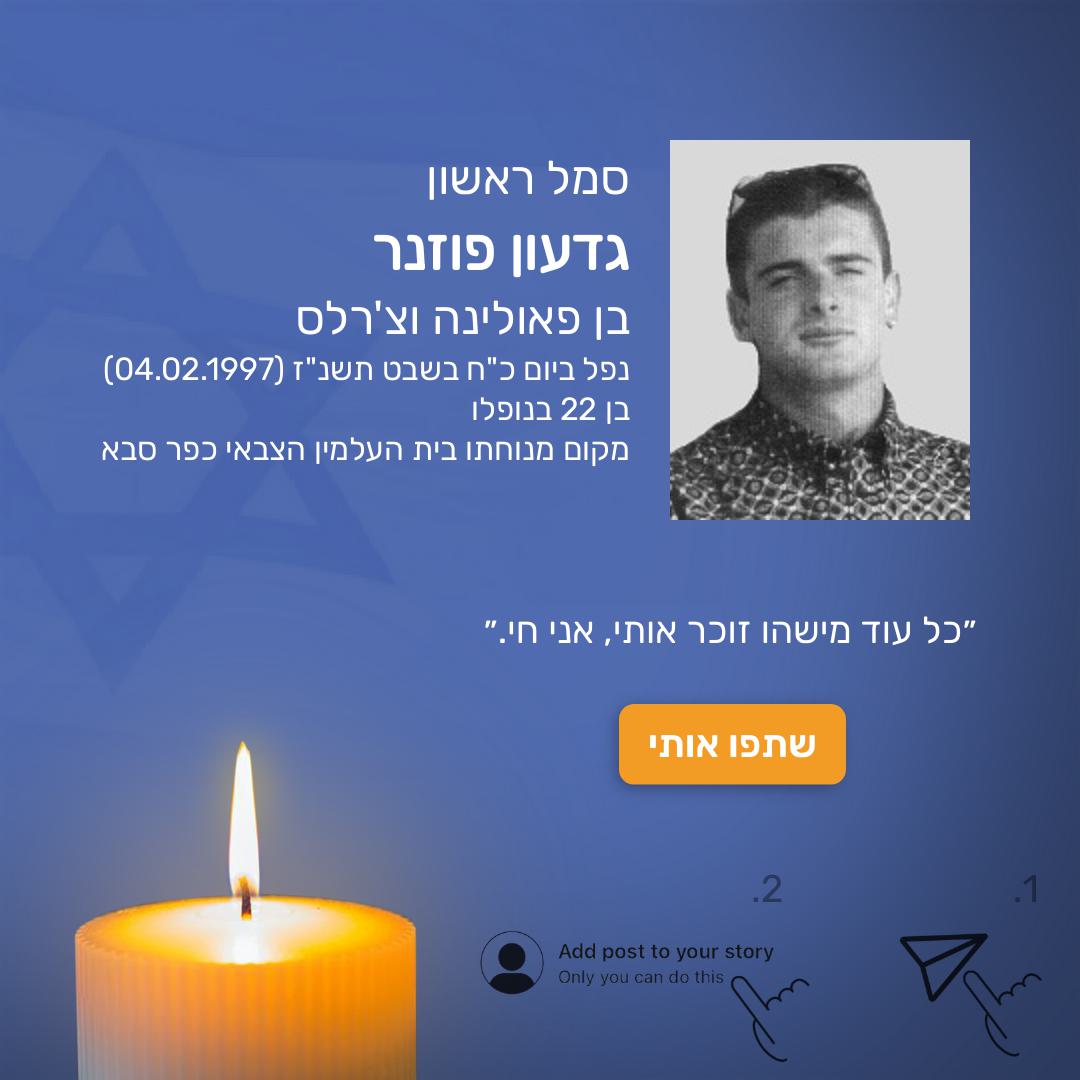 סמל ראשון
גדעון פוזנר
בן פאולינה וצ'רלס
נפל ביום כ"ח בשבט תשנ"ז (04.02.1997)
בן 22 בנופלו
מקום מנוחתו בית העלמין הצבאי כפר סבא
״כל עוד מישהו זוכר אותי, אני חי.״
שתפו אותי
1.
2.
Add post to your story
Only you can do this